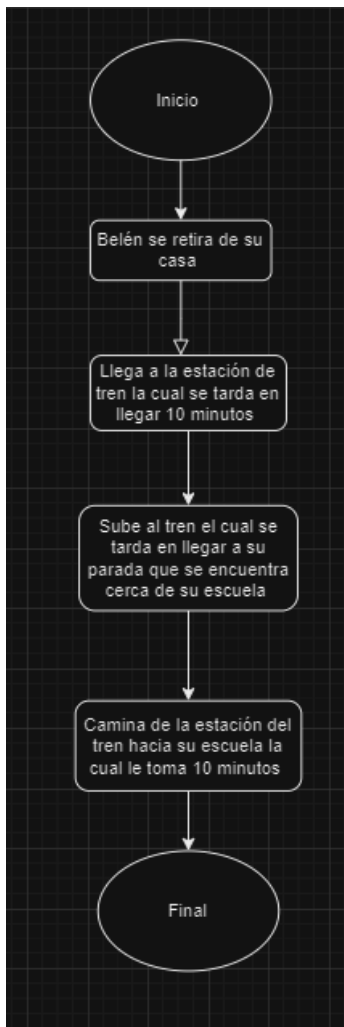 Inicio
Belén se retira de su
casa
Llega a la estación de
tren la cual se tarda en
llegar 10 minutos
Sube al tren el cual se
tarda en llegar a su
parada que se encuentra
cerca de su escuela
Camina de la estación del
tren hacia su escuela la
cual le toma 10 minutos
Final